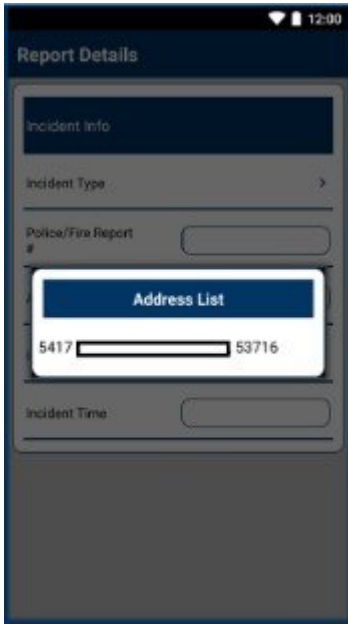 12:00
Report Details
Incident Info
Incident Type
Police/Fire Report
#
Address List
5417 53716
Incident Time